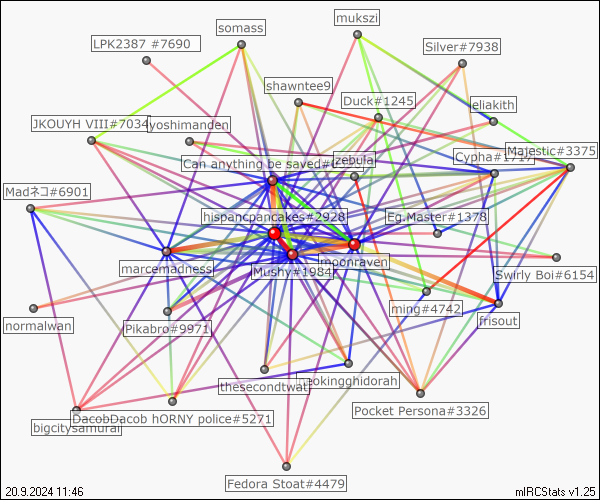 mukszi
somass
LPK2387 #7690
Silver#7938
shawntee9
Duck#1245
eliakith
JKOUYH VIII#7034
yoshimanden
Majestic#3375
zebular
Cypha#1717
Can anything be saved
Madネコ#6901
hispancpancakes#2928
Eg.Master#1378
moonraven
marcemadness
Mushy#1984
Swirly Boi#6154
ming#4742
frisout
normalwan
Pikabro#9971
thesecondtwat
neokingghidorah
Pocket Persona#3326
DacobDacob hORNY police#5271
bigcitysamurai
Fedora Stoat#4479
20.9.2024 11:46
mIRCStats v1.25